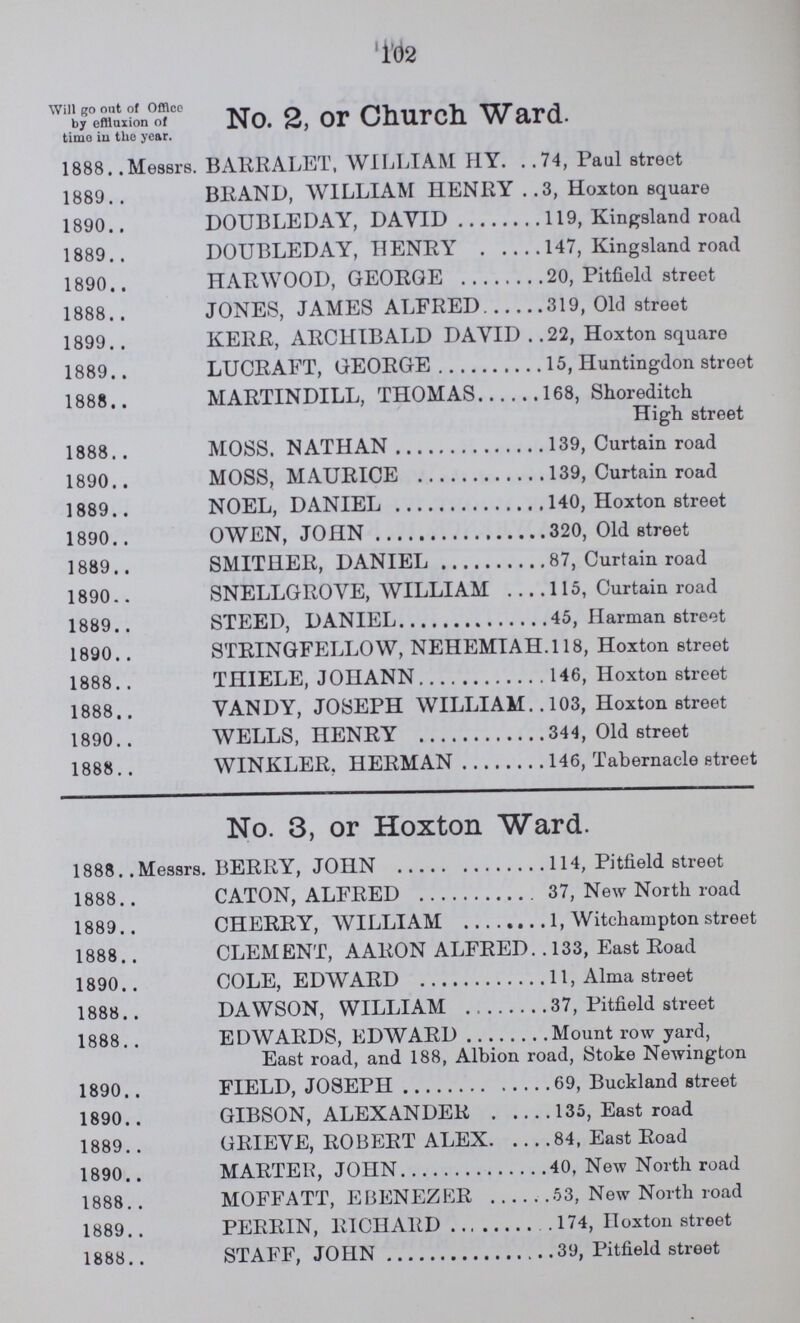 102
Will go out of Office
by effluxion of
time in the year.
No. 2, or Church Ward.
1888..Messrs. BARRALET, WILLIAM HY. ..74, Paul street
1889.. BRAND, WILLIAM HENRY ..3, Hoxton square
1890.. DOUBLEDAY, DAVID ........119, Kingsland road
1889.. DOUBLEDAY, HENRY . ....147, Kingsland road
1890.. HARWOOD, GEORGE ........20, Pitfield street
1888.. JONES, JAMES ALFRED......319, Old street
1899.. KERR, ARCHIBALD DAVID ..22, Hoxton square
1889.. LUCRAFT, GEORGE ..........15, Huntingdon street
1888.. MARTINDILL, THOMAS......168, Shoreditch
High street
1888.. MOSS. NATHAN ..............139, Curtain road
1890.. MOSS, MAURICE ............139, Curtain road
1889.. NOEL, DANIEL ..............140, Hoxton street
1890.. OWEN, JOHN ................320, Old street
1889.. SMITHER, DANIEL ..........87, Curtain road
1890.. SNELLGROVE, WILLIAM ....115, Curtain road
1889.. STEED, DANIEL..............45, Harman street
1890.. STRINGFELLOW, NEHEMIAH.118, Hoxton street
1888.. THIELE, JOHANN............146, Hoxton street
1888.. VANDY, JOSEPH WILLIAM..103, Hoxton street
1890.. WELLS, HENRY ............344, Old street
1888.. WINKLER, HERMAN ........146, Tabernacle street
No. 3, or Hoxton Ward.
1888..Messrs. BERRY, JOHN ..... .........114, Pitfield street
1888.. CATON, ALFRED ........... 37, New North road
1889.. CHERRY, WILLIAM ........1, Witchampton street
1888.. CLEMENT, AARON ALFRED..133, East Road
1890.. COLE, EDWARD ............11, Alma street
1888.. DAWSON, WILLIAM ........37, Pitfield street
1888.. EDWARDS, EDWARD ........Mount row yard,
East road, and 188, Albion road, Stoke Newington
1890.. FIELD, JOSEPH ........ .....69, Buckland street
1890.. GIBSON, ALEXANDER . ....135, East road
1889.. GRIEVE, ROBERT ALEX. ....84, East Road
1890.. MARTER, JOHN..............40, New North road
1888.. MOFFATT, EBENEZER ......53, New North road
1889.. PERRIN, RICHARD ..........174, Hoxton street
1888.. STAFF, JOHN ................39, Pitfield street